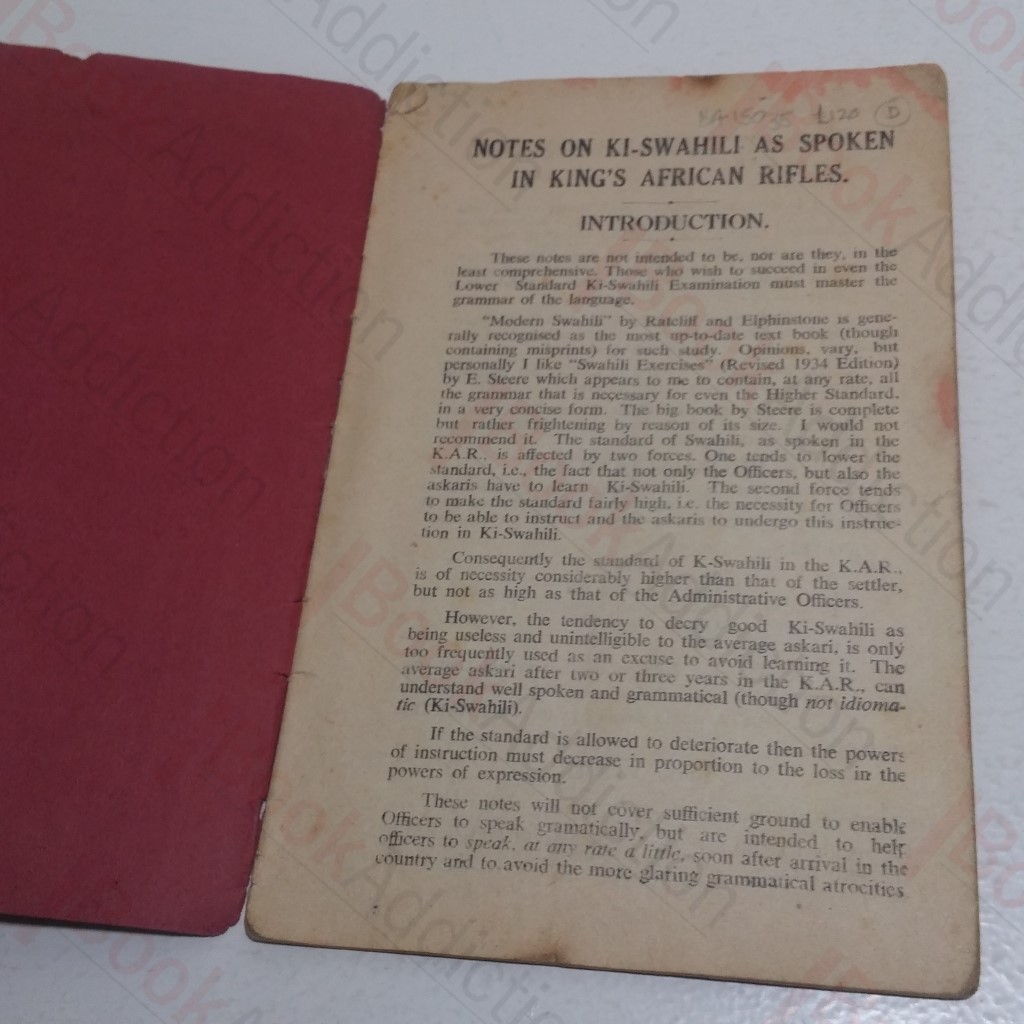 £120 D
NOTES ON KI-SWAHILI AS SPOKEN
IN KING'S AFRICAN RIFLES.
INTRODUCTION.
These notes are not intended to be, nor are they, in the
least comprehensive. Those who wish to succeed in even the
Lower Standard Ki-Swahili Examination must master the
grammar of the language.
"Modern Swahili" by Ratcliff and Elphinstone is gene-
rally recognised as the most up-to-date text book (though
containing misprints) for such study. Opinions, vary, but
personally I like "Swahili Exercises" (Revised 1934 Edition)
by E. Steere which appears to me to contain, at any rate, all
the grammar that is necessary for even the Higher Standard,
in a very concise form. The big book by Steere is complete
but rather frightening by reason of its size. I would not
recommend it. The standard of Swahili, as spoken in the
K.A.R., is affected by two forces. One tends to lower the
standard, i.e., the fact that not only the Officers, but also the
askaris have to learn Ki-Swahili. The second force tends
to make the standard fairly high, i.e. the necessity for Officers
to be able to instruct and the askaris to undergo this instruc-
tion in Ki-Swahili.
Consequently the standard of K-Swahili in the K.A.R.,
is of necessity considerably higher than that of the settler,
but not as high as that of the Administrative Officers.
However, the tendency to decry good Ki-Swahili as
being useless and unintelligible to the average askari, is only
too frequently used as an excuse to avoid learning it. The
average askari after two or three years in the K.A.R., can
understand well spoken and grammatical (though not idioma-
tic (Ki-Swahili).
If the standard is allowed to deteriorate then the powers
of instruction must decrease in proportion to the loss in the
powers of expression.
These notes will not cover sufficient ground to enable
Officers to speak gramatically, but are intended to help
officers to speak, at any rate a little, soon after arrival in the
country and to avoid the more glaring grammatical atrocities